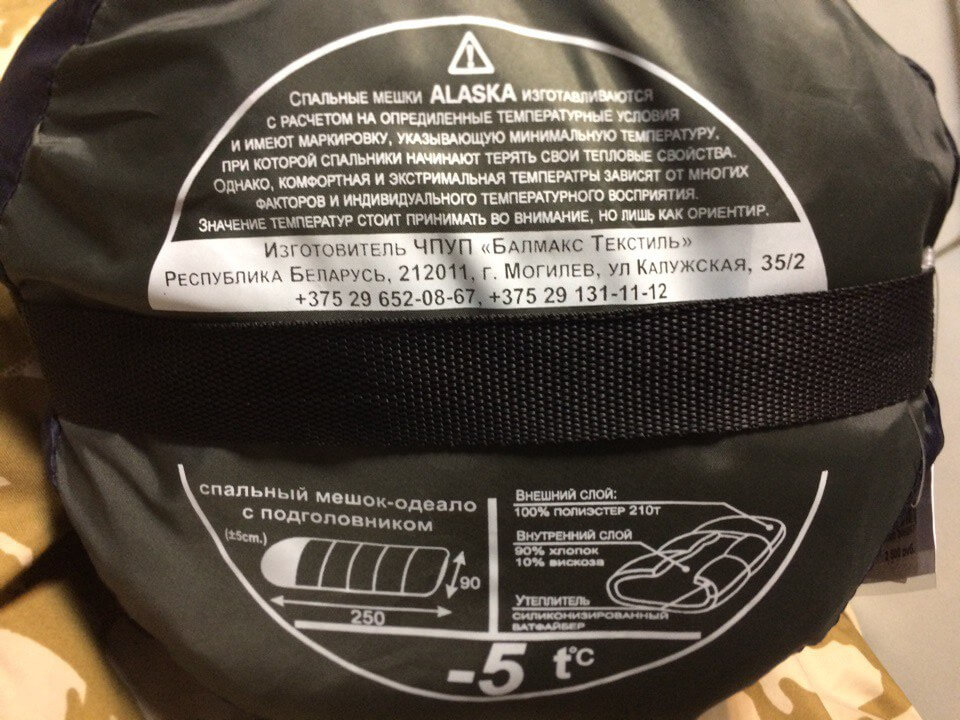 Спальные мешки ALASKA изготавливаются
с расчетом на определенные температурные условия
и имеют маркировку, указывающую минимальную температуру,
при которой спальники начинают терять свои тепловые свойства.
Однако, комфортная и экстримальная температры зависят от многих
факторов и индивидуального температурного восприятия.
Значение температур стоит принимать во внимание, но лишь как ориентир.
Изготовитель ЧПУП «Балмакс Текстиль»
Республика Беларусь, 212011, г. Могилев, ул Калужская, 35/2
+375 29 652-08-67, +375 29 131-11-12
спальный мешок-одеало
с подголовником
(±5cm.)
90
250
Внешний слой:
100% полиэстер 210т
Внутренний слой
90% хлопок
10% вискоза
Утеплитель
силиконизированный
ватфайбер
-5 t°C